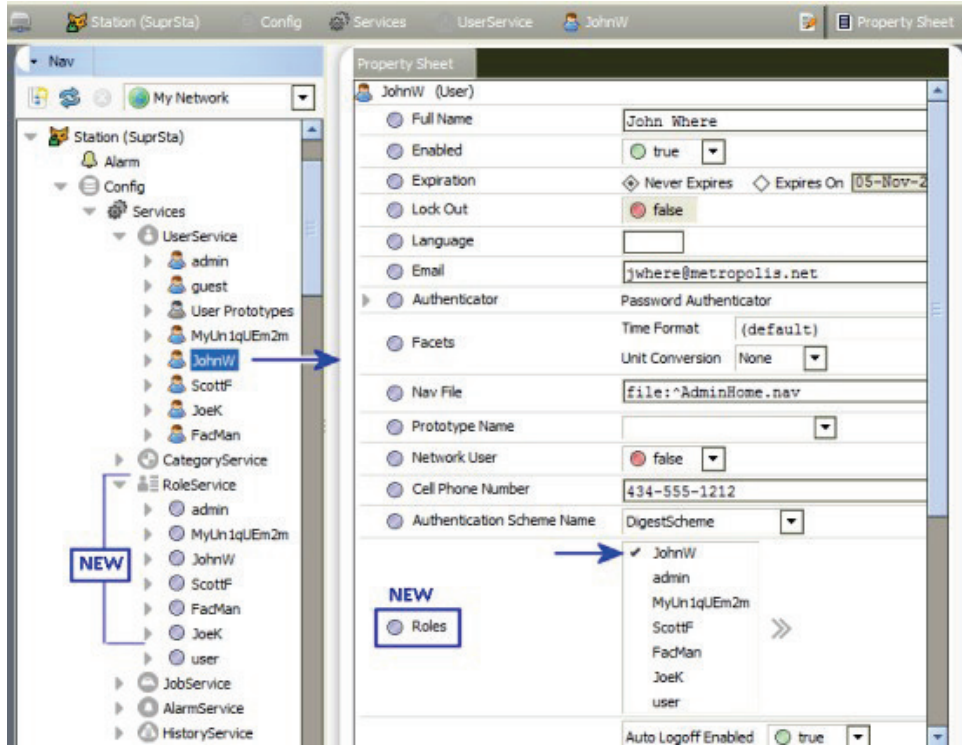 Station (SuprSta) Config Services UserService JohnW Property Sheet
Nav
My Network
Station (SuprSta)
Alarm
Config
Services
UserService
admin
guest
User Prototypes
MyUn1qUEm2m
JohnW
ScottF
JoeK
FacMan
CategoryService
RoleService
admin
MyUn1qUEm2m
JohnW
ScottF
FacMan
JoeK
user
JobService
AlarmService
HistoryService
NEW
Property Sheet
JohnW (User)
Full Name John Where
Enabled true
Expiration Never Expires Expires On 05-Nov-2
Lock Out false
Language
Email jwhere@metropolis.net
Authenticator Password Authenticator
Facets Time Format (default)
Unit Conversion None
Nav File file:^AdminHome.nav
Prototype Name
Network User false
Cell Phone Number 434-555-1212
Authentication Scheme Name DigestScheme
NEW
Roles
JohnW
admin
MyUn1qUEm2m
ScottF
FacMan
JoeK
user
Auto Logoff Enabled true